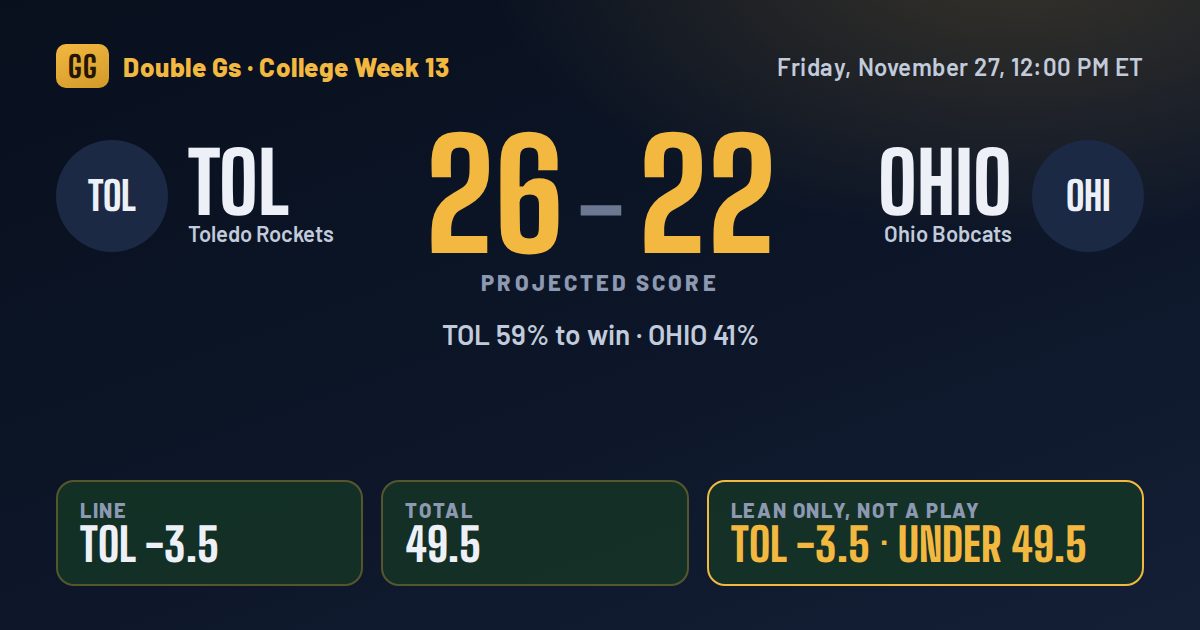 GG Double Gs · College Week 13
Friday, November 27, 12:00 PM ET
TOL
TOL
Toledo Rockets
26 – 22
PROJECTED SCORE
TOL 59% to win · OHIO 41%
OHIO
Ohio Bobcats
OHI
LINE
TOL −3.5
TOTAL
49.5
LEAN ONLY, NOT A PLAY
TOL −3.5 · UNDER 49.5